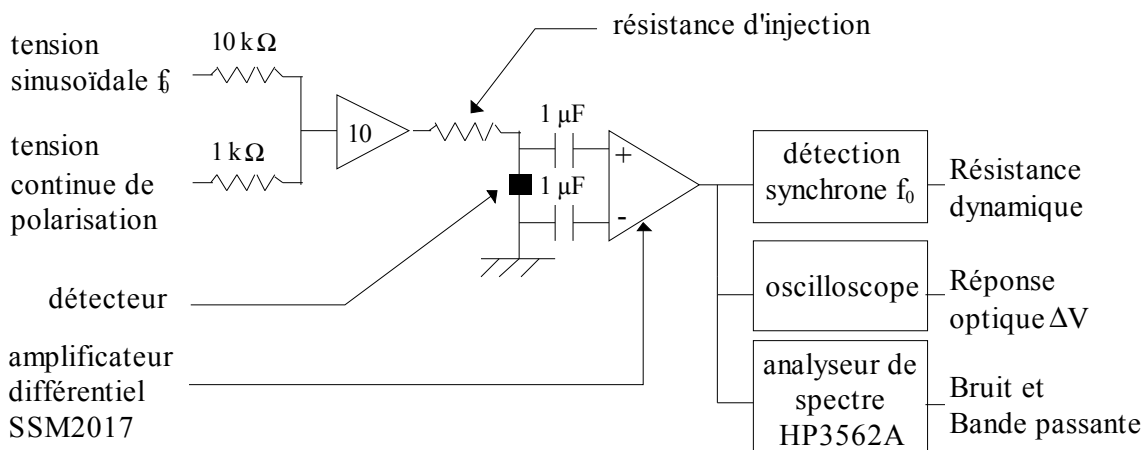 résistance d'injection
tension
sinusoïdale f₀
10 kΩ
10
1 µF
+
1 µF
-
tension
continue de
polarisation
1 kΩ
détecteur
amplificateur
différentiel
SSM2017
détection
synchrone f₀
Résistance
dynamique
oscilloscope
Réponse
optique ΔV
analyseur de
spectre
HP3562A
Bruit et
Bande passante